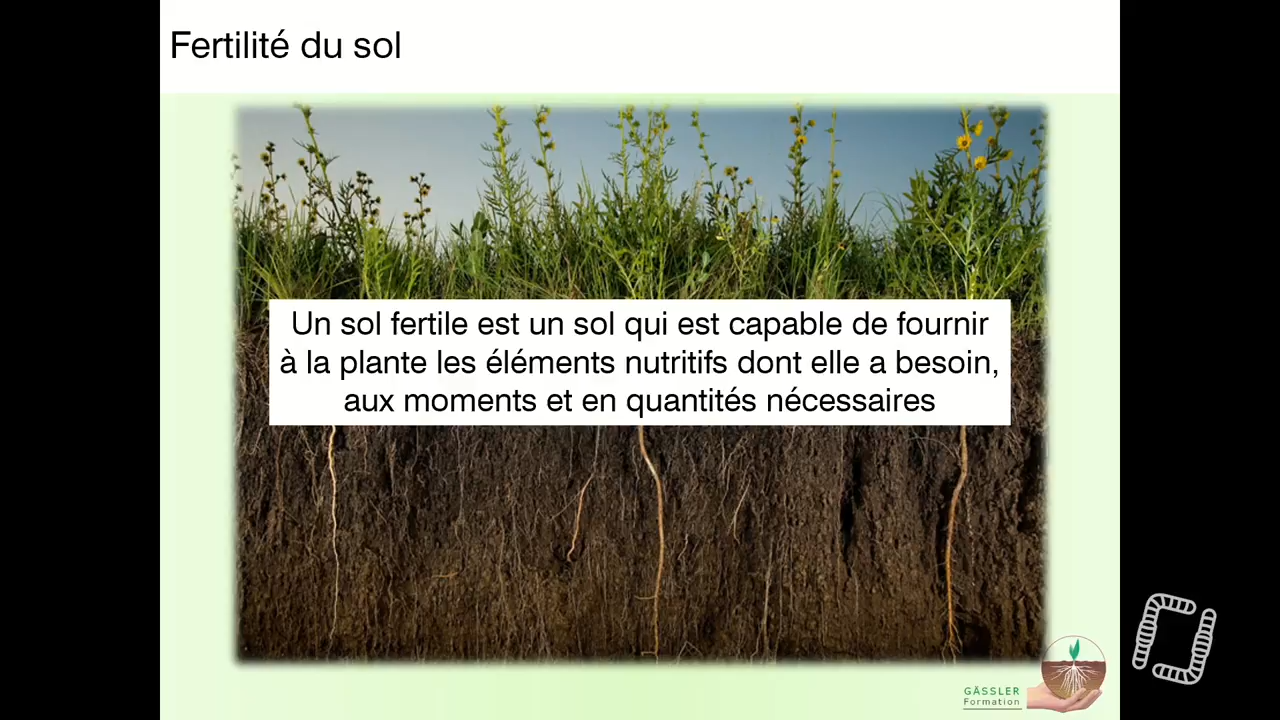 Fertilité du sol
Un sol fertile est un sol qui est capable de fournir
à la plante les éléments nutritifs dont elle a besoin,
aux moments et en quantités nécessaires
GÄSSLER
Formation